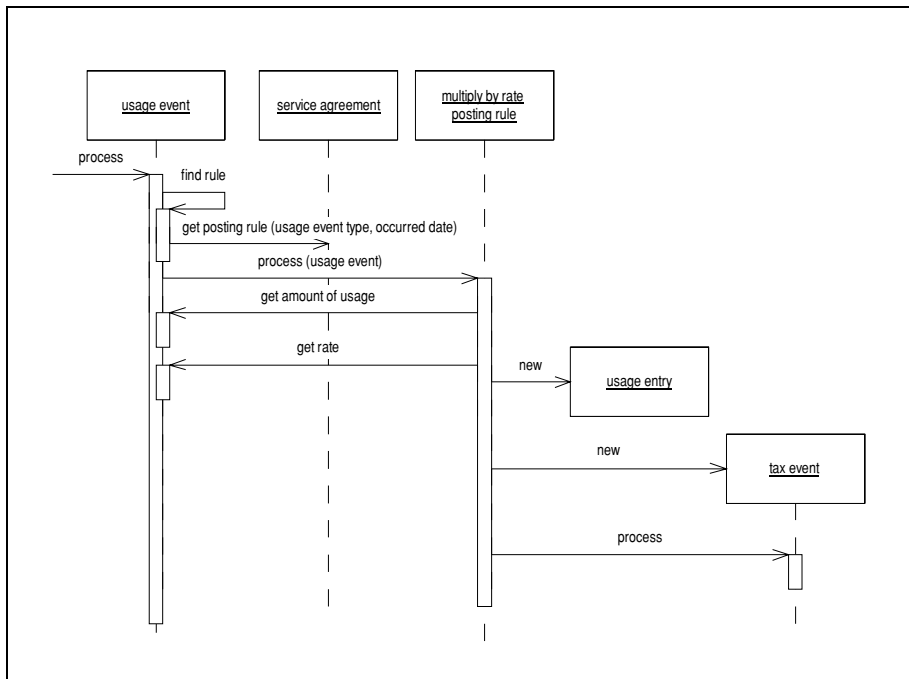 usage event
service agreement
multiply by rate
posting rule
process
find rule
get posting rule (usage event type, occurred date)
process (usage event)
get amount of usage
get rate
new
usage entry
new
tax event
process